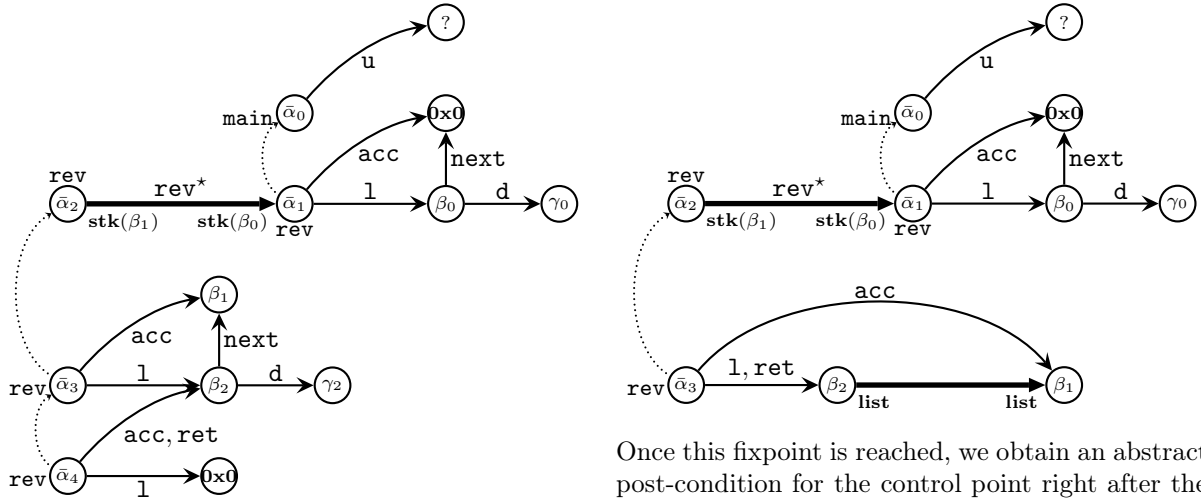 ?
u
main
ᾱ₀
0x0
acc
next
rev
rev⋆
ᾱ₂
ᾱ₁
l
β₀
d
γ₀
stk(β₁)
stk(β₀)
rev
β₁
acc
next
rev
ᾱ₃
l
β₂
d
γ₂
acc, ret
rev
ᾱ₄
l
0x0
?
u
main
ᾱ₀
0x0
acc
next
rev
rev⋆
ᾱ₂
ᾱ₁
l
β₀
d
γ₀
stk(β₁)
stk(β₀)
rev
acc
rev
ᾱ₃
l, ret
β₂
β₁
list
list
Once this fixpoint is reached, we obtain an abstract
post-condition for the control point right after the